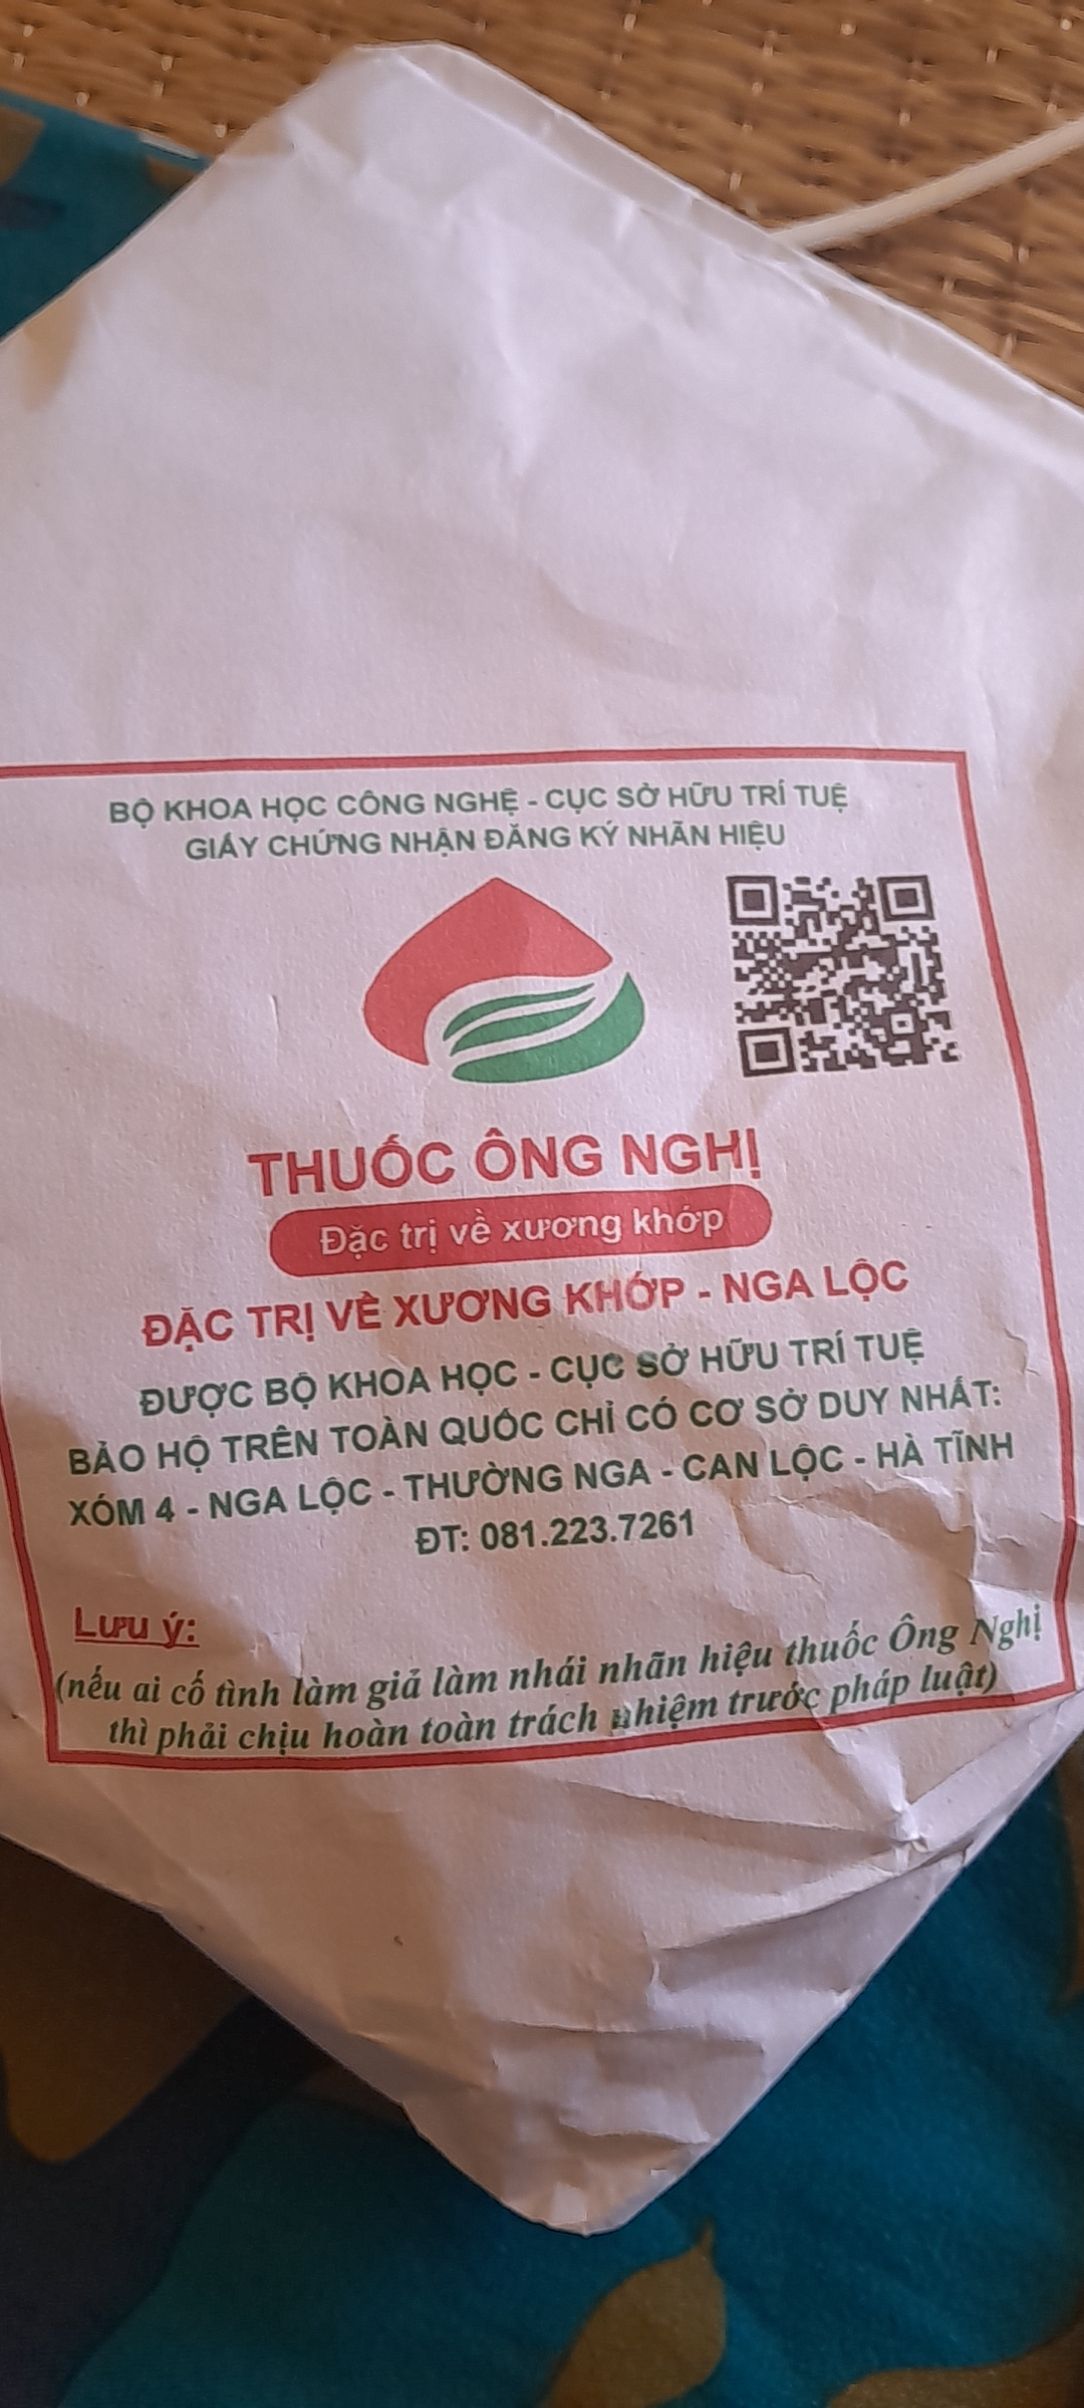 BỘ KHOA HỌC CÔNG NGHỆ - CỤC SỞ HỮU TRÍ TUỆ
GIẤY CHỨNG NHẬN ĐĂNG KÝ NHÃN HIỆU
THUỐC ÔNG NGHỊ
Đặc trị về xương khớp
ĐẶC TRỊ VỀ XƯƠNG KHỚP - NGA LỘC
ĐƯỢC BỘ KHOA HỌC - CỤC SỞ HỮU TRÍ TUỆ
BẢO HỘ TRÊN TOÀN QUỐC CHỈ CÓ CƠ SỞ DUY NHẤT:
XÓM 4 - NGA LỘC - THƯỜNG NGA - CAN LỘC - HÀ TĨNH
ĐT: 081.223.7261
Lưu ý:
(nếu ai cố tình làm giả làm nhái nhãn hiệu thuốc Ông Nghị
thì phải chịu hoàn toàn trách nhiệm trước pháp luật)